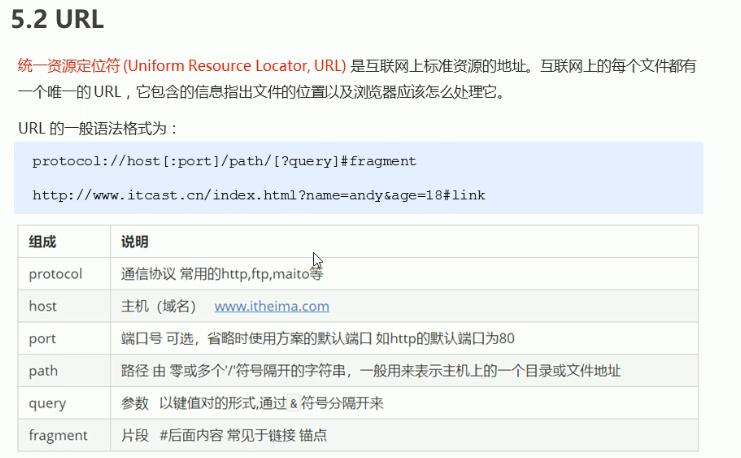 5.2 URL
统一资源定位符 (Uniform Resource Locator, URL) 是互联网上标准资源的地址。互联网上的每个文件都有
一个唯一的 URL，它包含的信息指出文件的位置以及浏览器应该怎么处理它。
URL 的一般语法格式为：
protocol://host[:port]/path/[?query]#fragment
http://www.itcast.cn/index.html?name=andy&age=18#link
组成 说明
protocol 通信协议 常用的http,ftp,maito等
host 主机（域名） www.itheima.com
port 端口号 可选，省略时使用方案的默认端口 如http的默认端口为80
path 路径 由 零或多个'/'符号隔开的字符串，一般用来表示主机上的一个目录或文件地址
query 参数 以键值对的形式,通过 & 符号分隔开来
fragment 片段 #后面内容 常见于链接 锚点